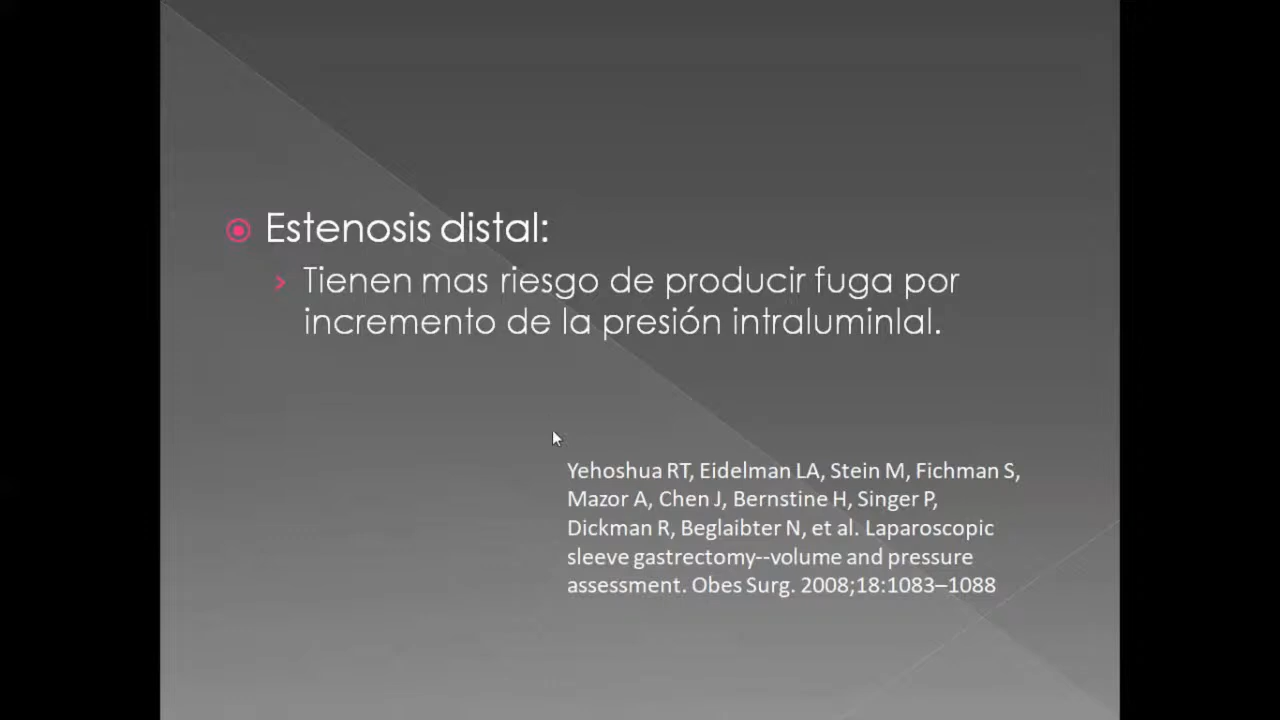 Estenosis distal:
Tienen mas riesgo de producir fuga por
incremento de la presión intraluminlal.
Yehoshua RT, Eidelman LA, Stein M, Fichman S,
Mazor A, Chen J, Bernstine H, Singer P,
Dickman R, Beglaibter N, et al. Laparoscopic
sleeve gastrectomy--volume and pressure
assessment. Obes Surg. 2008;18:1083–1088